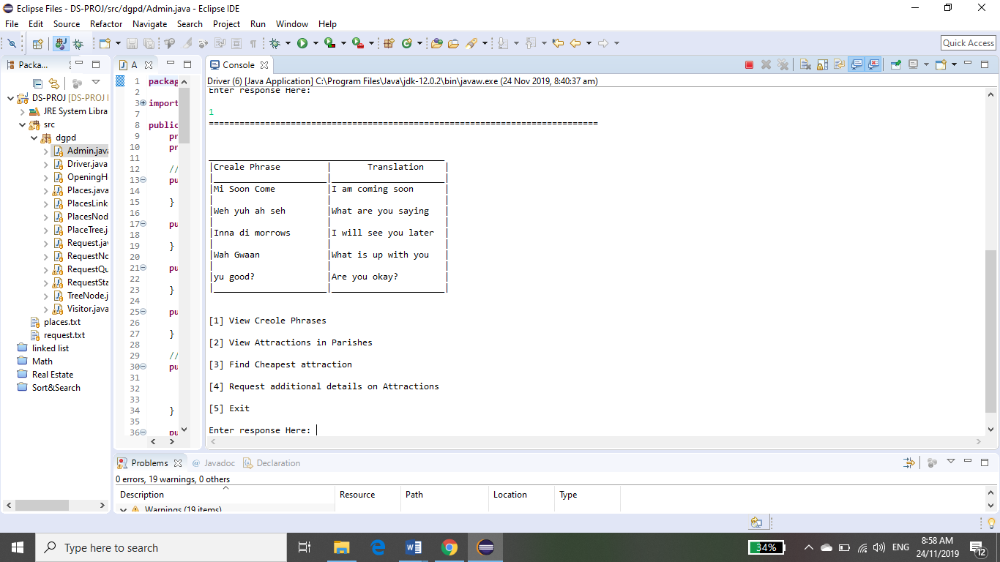 Eclipse Files - DS-PROJ/src/dgpd/Admin.java - Eclipse IDE
File Edit Source Refactor Navigate Search Project Run Window Help
Quick Access
Packa...
DS-PROJ [DS-PROJ
JRE System Libra
src
dgpd
Admin.java
Driver.java
OpeningH
Places.java
PlacesLink
PlacesNod
PlaceTree.j
Request.jav
RequestNo
RequestQu
RequestSta
TreeNode.j
Visitor.java
places.txt
request.txt
linked list
Math
Real Estate
Sort&Search
A
1 packag
2
3 import
7
8 public
9 pr
10 pr
11
12 //
13 pu
14
15 }
16
17 pu
18
19 }
20
21 pu
22
23 }
24
25 pu
26
27 }
28
29 //
30 pu
31
32
33
34 }
35
36 pu
Console
Driver (6) [Java Application] C:\Program Files\Java\jdk-12.0.2\bin\javaw.exe (24 Nov 2019, 8:40:37 am)
Enter response Here:
1
============================================================================
|Creale Phrase | Translation |
|Mi Soon Come |I am coming soon |
|Weh yuh ah seh |What are you saying |
|Inna di morrows |I will see you later |
|Wah Gwaan |What is up with you |
|yu good? |Are you okay? |
[1] View Creole Phrases
[2] View Attractions in Parishes
[3] Find Cheapest attraction
[4] Request additional details on Attractions
[5] Exit
Enter response Here:
Problems @ Javadoc Declaration
0 errors, 19 warnings, 0 others
Description Resource Path Location Type
Warnings (19 items)
Type here to search
34%
ENG
8:58 AM
24/11/2019
12